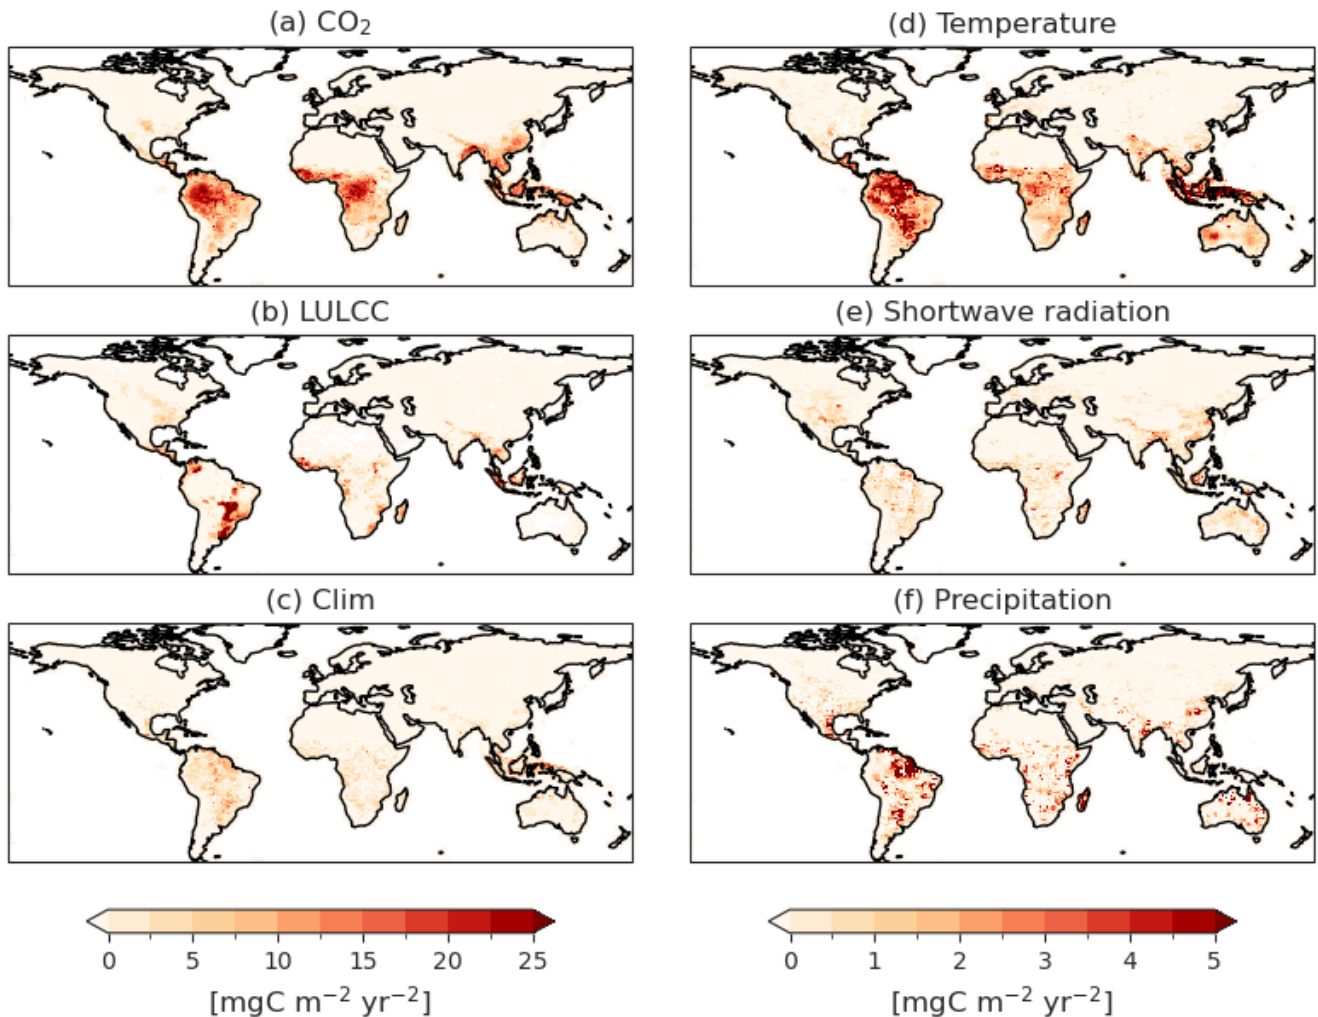 (a) CO₂
(d) Temperature
(b) LULCC
(e) Shortwave radiation
(c) Clim
(f) Precipitation
0 5 10 15 20 25
[mgC m⁻² yr⁻²]
0 1 2 3 4 5
[mgC m⁻² yr⁻²]